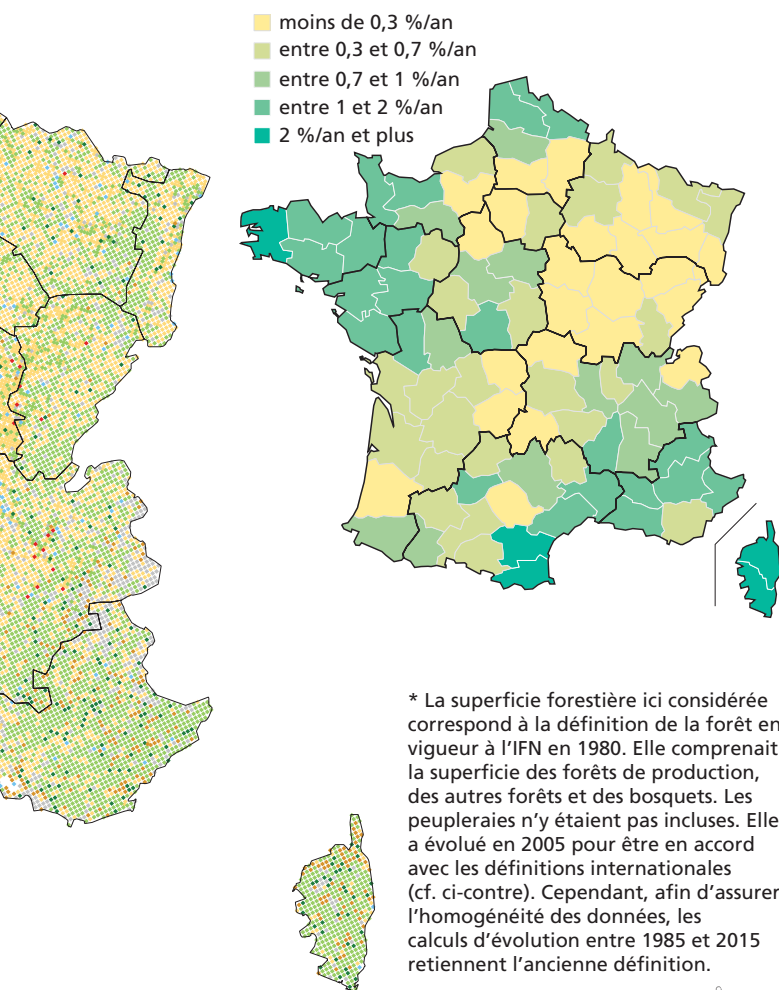 moins de 0,3 %/an
entre 0,3 et 0,7 %/an
entre 0,7 et 1 %/an
entre 1 et 2 %/an
2 %/an et plus
* La superficie forestière ici considérée
correspond à la définition de la forêt en
vigueur à l’IFN en 1980. Elle comprenait
la superficie des forêts de production,
des autres forêts et des bosquets. Les
peupleraies n’y étaient pas incluses. Elle
a évolué en 2005 pour être en accord
avec les définitions internationales
(cf. ci-contre). Cependant, afin d’assurer
l’homogénéité des données, les
calculs d’évolution entre 1985 et 2015
retiennent l’ancienne définition.